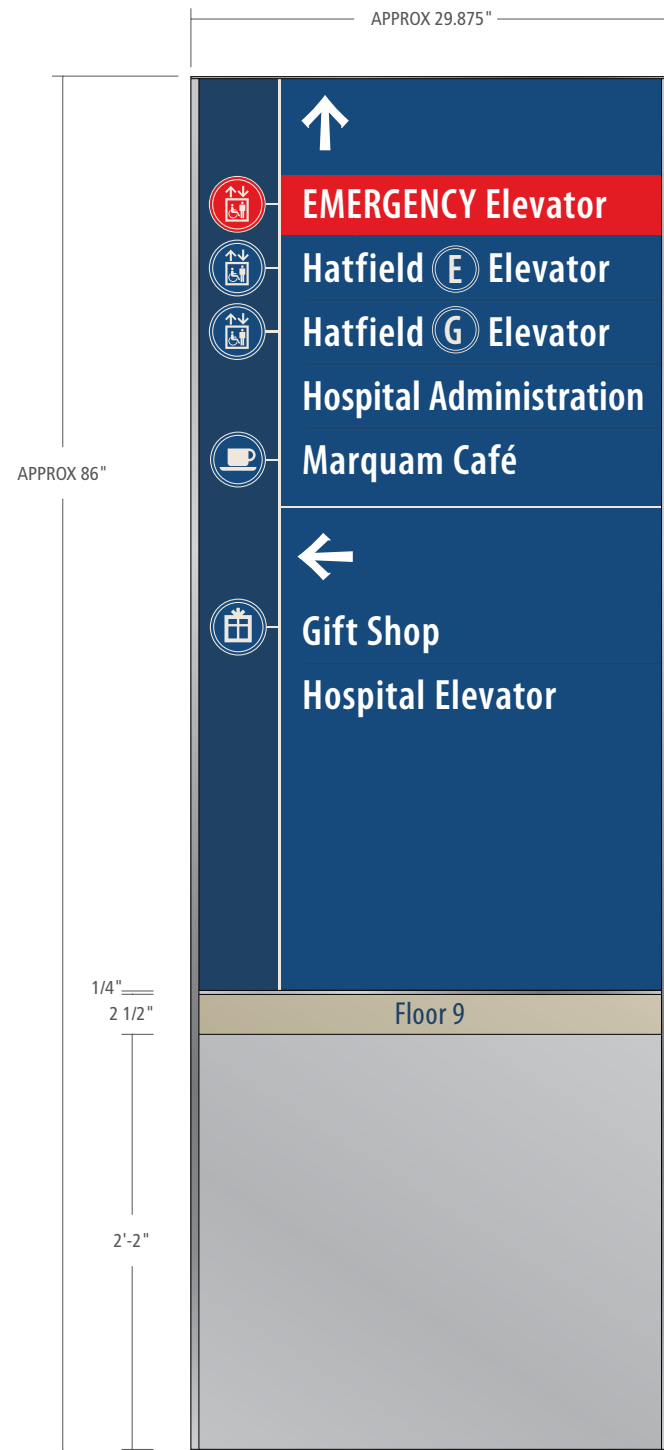 APPROX 29.875"
EMERGENCY Elevator
Hatfield E Elevator
Hatfield G Elevator
Hospital Administration
APPROX 86"
Marquam Café
Gift Shop
Hospital Elevator
1/4"
2 1/2"
Floor 9
2'-2"